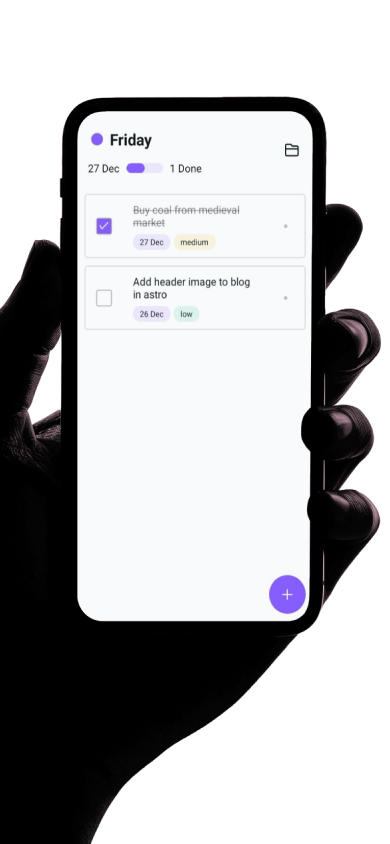 Friday
27 Dec 1 Done
Buy coal from medieval
market
27 Dec medium
Add header image to blog
in astro
26 Dec low